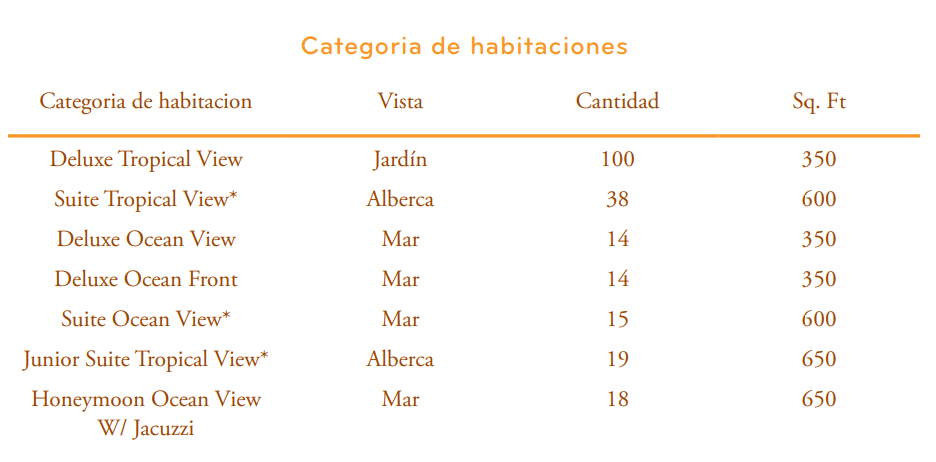 Categoria de habitaciones
Categoria de habitacion Vista Cantidad Sq. Ft
Deluxe Tropical View Jardín 100 350
Suite Tropical View* Alberca 38 600
Deluxe Ocean View Mar 14 350
Deluxe Ocean Front Mar 14 350
Suite Ocean View* Mar 15 600
Junior Suite Tropical View* Alberca 19 650
Honeymoon Ocean View Mar 18 650
W/ Jacuzzi